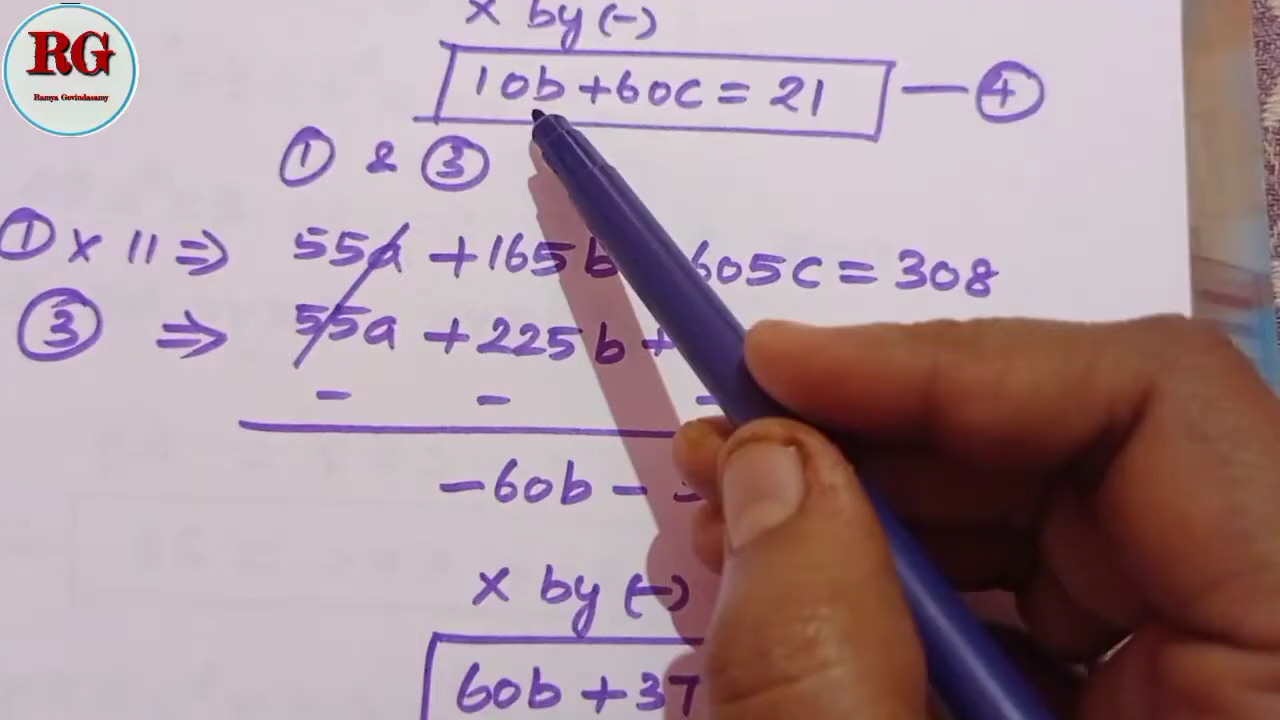 RG
Ramya Govindasamy
x by (-)
10b + 60c = 21 — 4
1 & 3
1 x 11 ⇒ 55a + 165b 605c = 308
3 ⇒ 55a + 225b +
- - -
-60b -
x by (-)
60b + 37